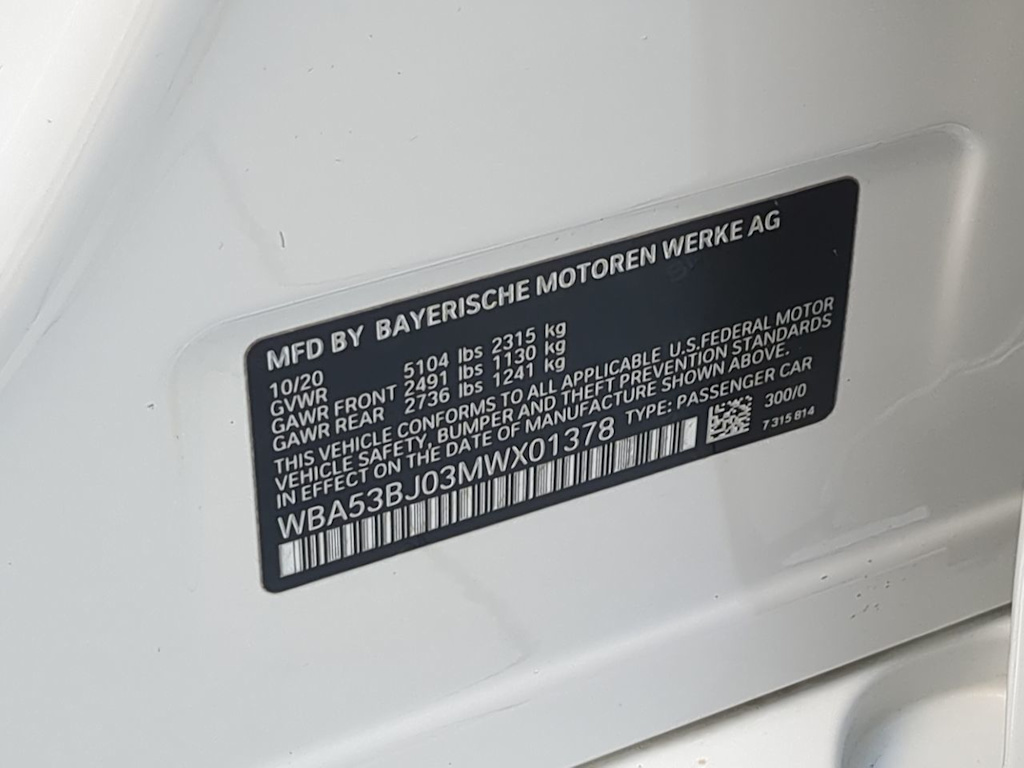 MFD BY BAYERISCHE MOTOREN WERKE AG
10/20
GVWR 5104 lbs 2315 kg
GAWR FRONT 2491 lbs 1130 kg
GAWR REAR 2736 lbs 1241 kg
THIS VEHICLE CONFORMS TO ALL APPLICABLE U.S.FEDERAL MOTOR
VEHICLE SAFETY, BUMPER AND THEFT PREVENTION STANDARDS
IN EFFECT ON THE DATE OF MANUFACTURE SHOWN ABOVE.
WBA53BJ03MWX01378 TYPE: PASSENGER CAR
300/0
7 315 814